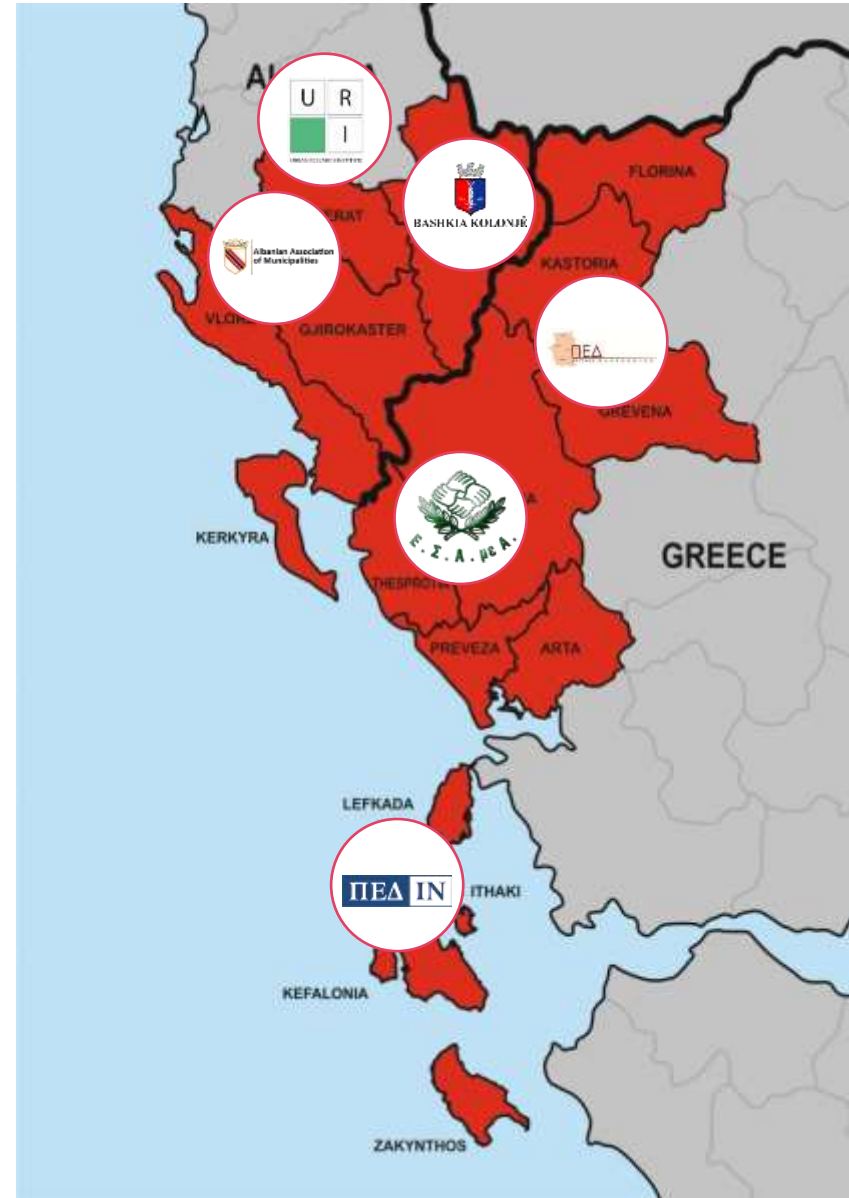 U R
I
FLORINA
BASHKIA KOLONJË
KASTORIA
Albanian Association
of Municipalities
GJIROKASTER
ΠΕΔ
GREVENA
Ε.Σ.Α.μεΑ.
KERKYRA
GREECE
PREVEZA
ARTA
LEFKADA
ΠΕΔ ΙΝ
ITHAKI
KEFALONIA
ZAKYNTHOS